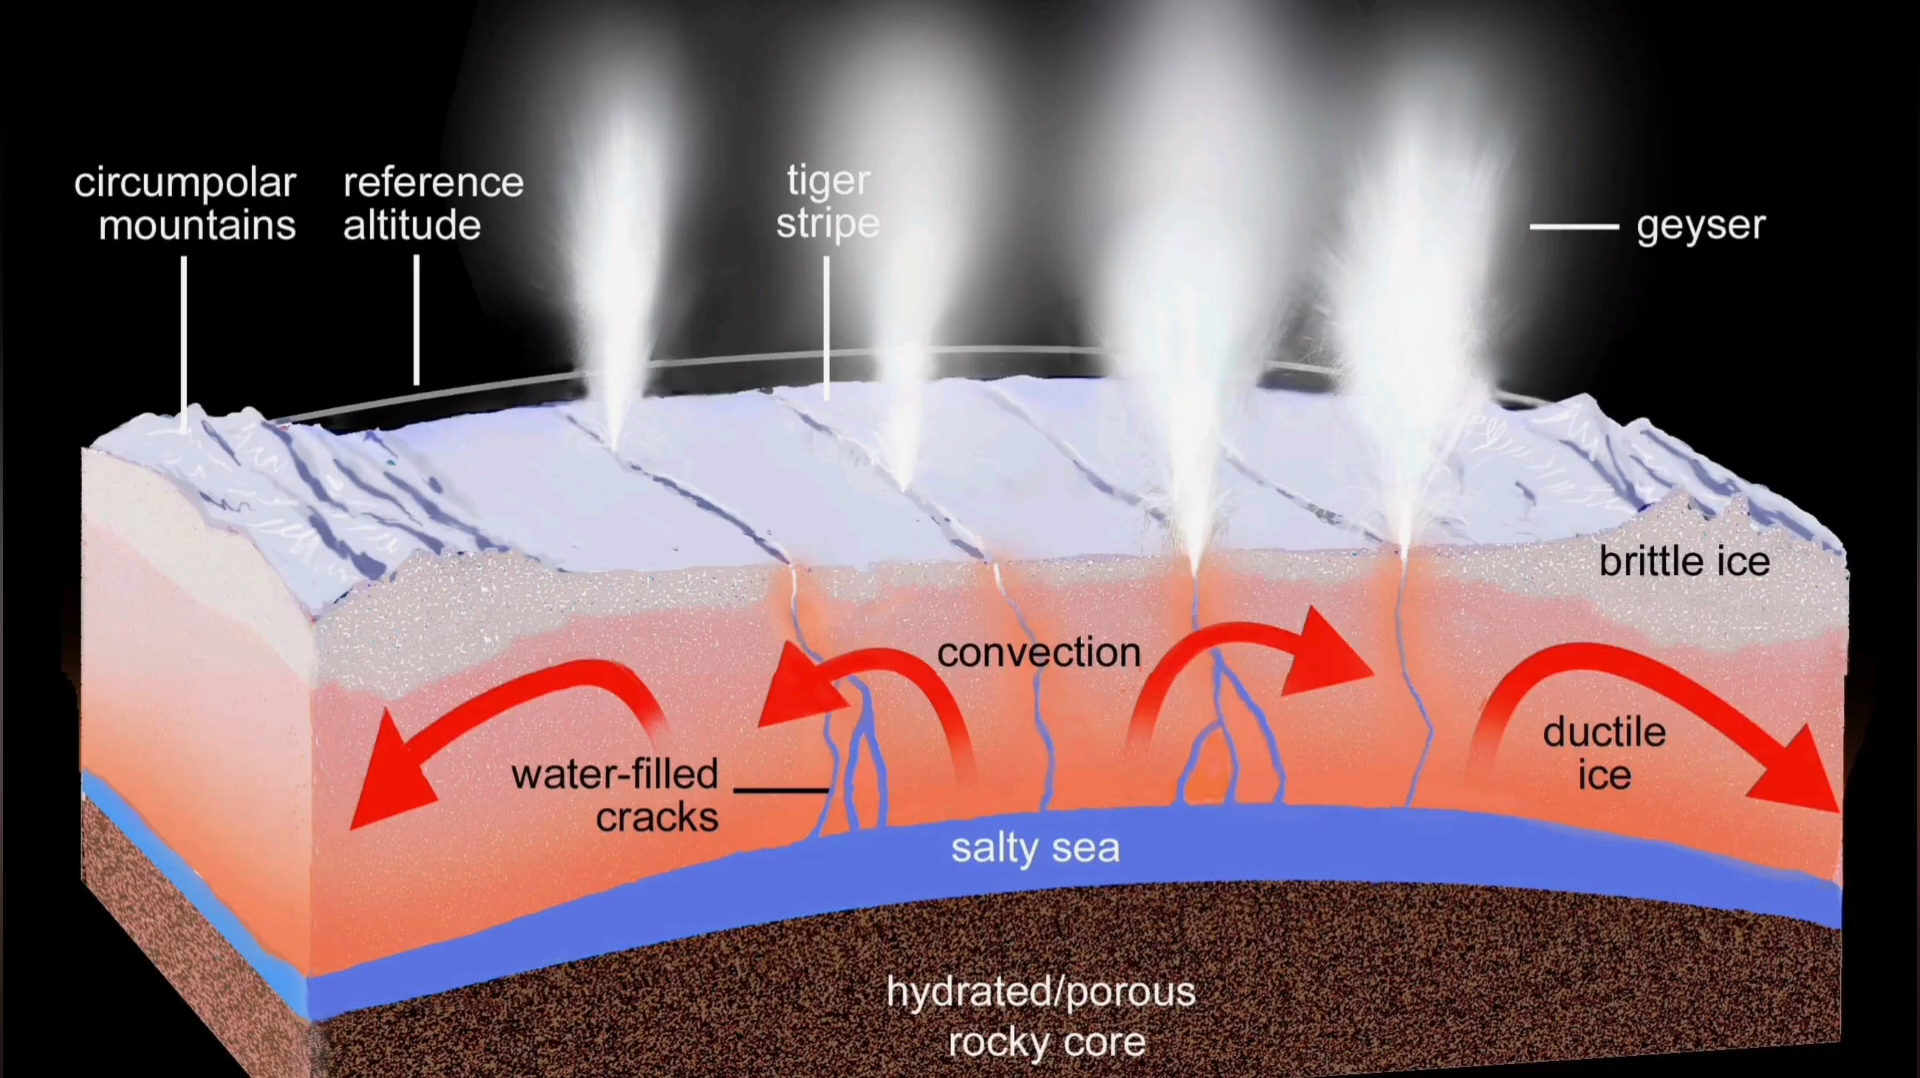 circumpolar
mountains
reference
altitude
tiger
stripe
geyser
brittle ice
convection
ductile
ice
water-filled
cracks
salty sea
hydrated/porous
rocky core